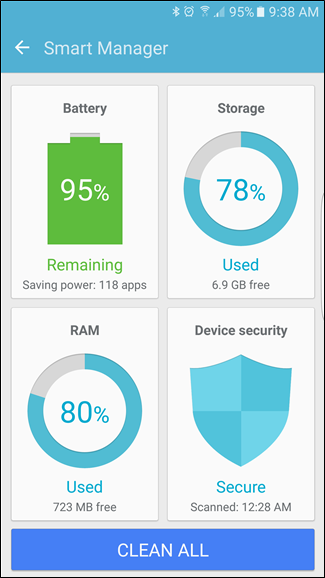 95% 9:38 AM
Smart Manager
Battery
95%
Remaining
Saving power: 118 apps
Storage
78%
Used
6.9 GB free
RAM
80%
Used
723 MB free
Device security
Secure
Scanned: 12:28 AM
CLEAN ALL